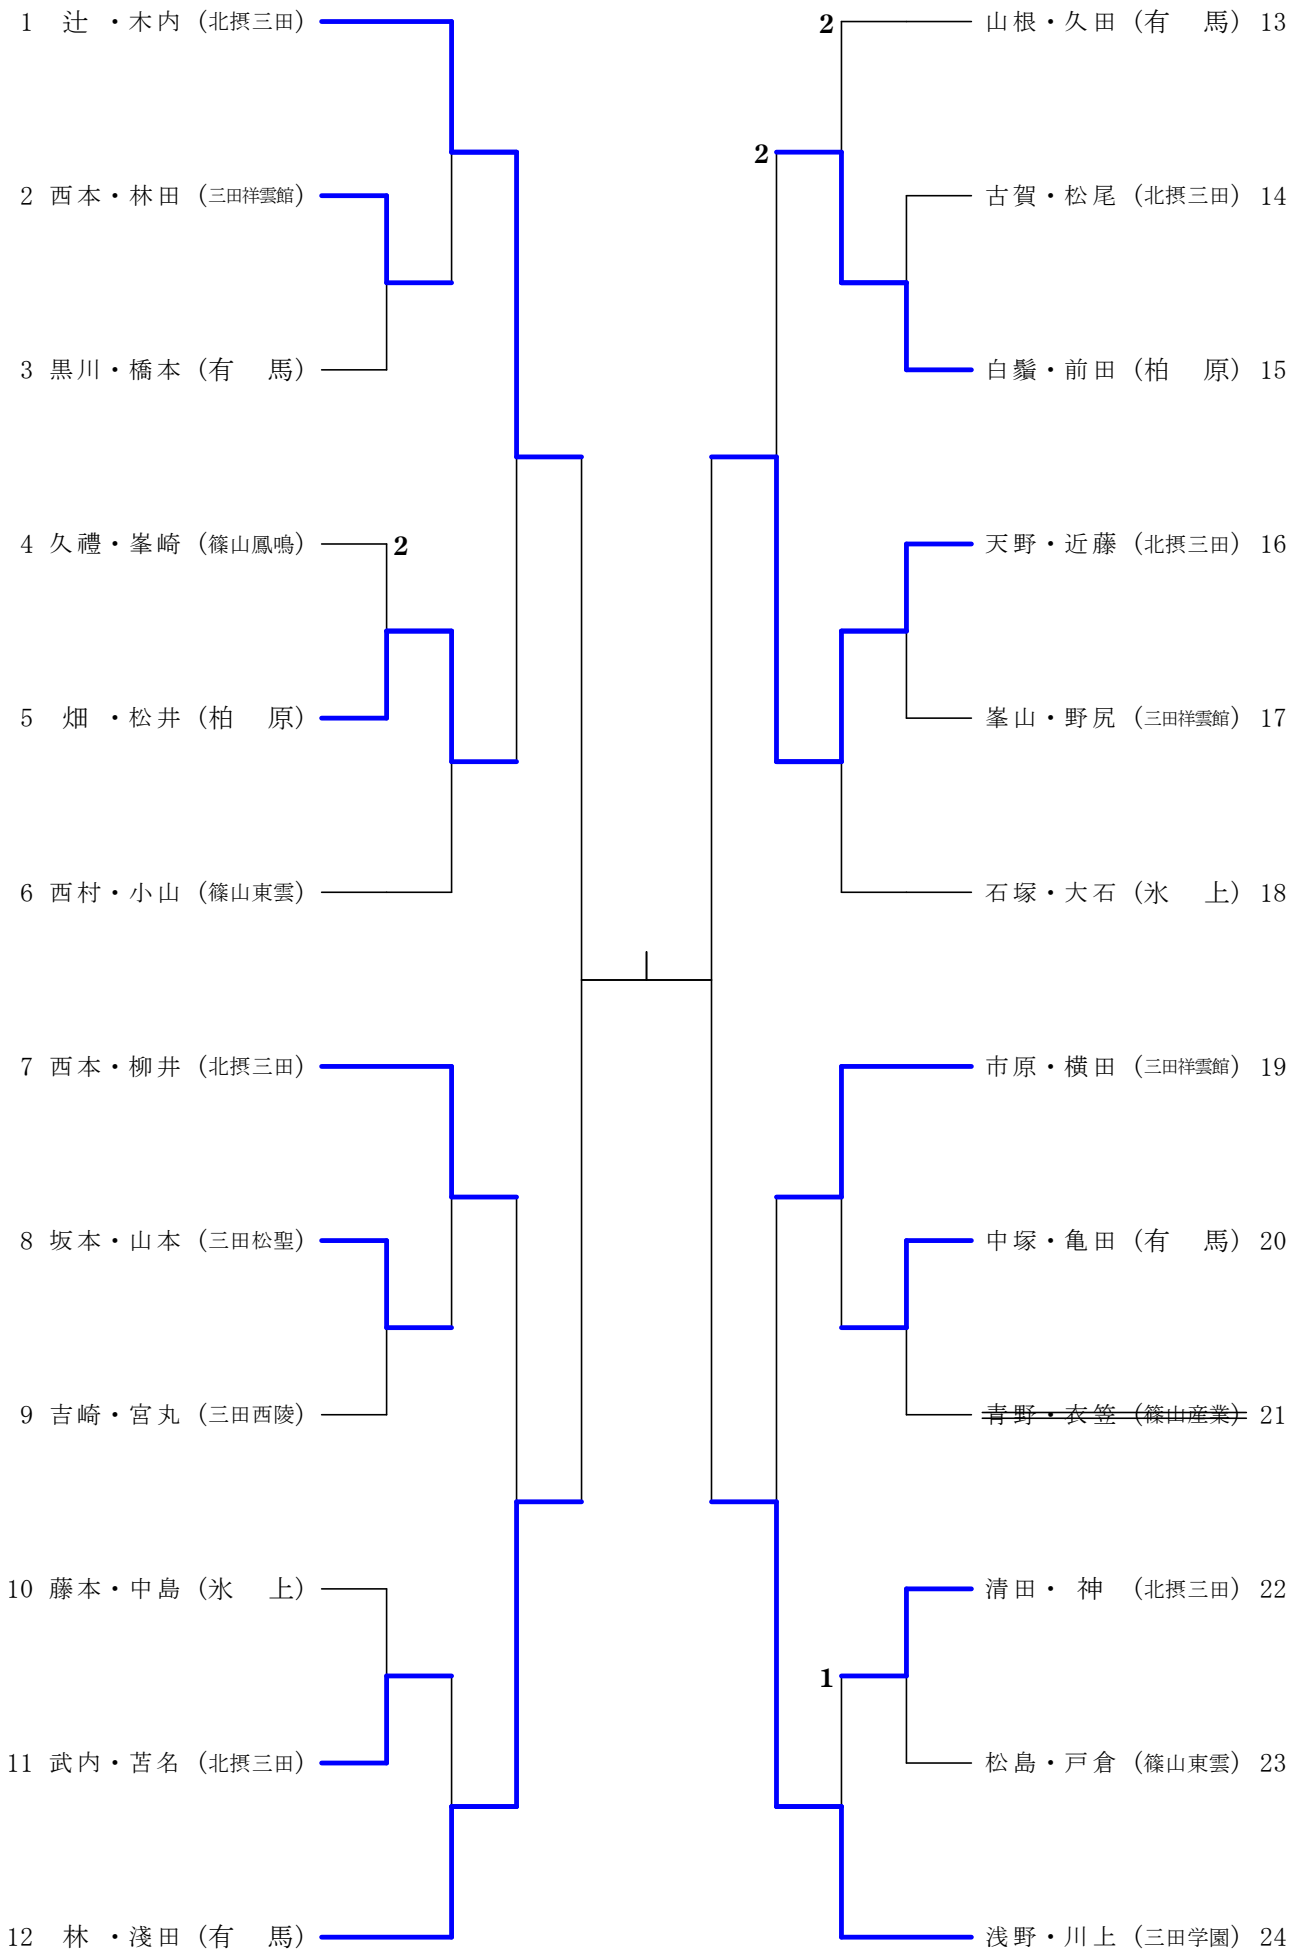 1 辻・木内 (北摂三田)
2 西本・林田 (三田祥雲館)
3 黒川・橋本 (有 馬)
4 久禮・峯崎 (篠山鳳鳴) 2
5 畑・松井 (柏 原)
6 西村・小山 (篠山東雲)
7 西本・柳井 (北摂三田)
8 坂本・山本 (三田松聖)
9 吉崎・宮丸 (三田西陵)
10 藤本・中島 (氷 上)
11 武内・苫名 (北摂三田)
12 林・淺田 (有 馬)
2 山根・久田 (有 馬) 13
2
古賀・松尾 (北摂三田) 14
白鬚・前田 (柏 原) 15
天野・近藤 (北摂三田) 16
峯山・野尻 (三田祥雲館) 17
石塚・大石 (氷 上) 18
市原・横田 (三田祥雲館) 19
中塚・亀田 (有 馬) 20
青野・衣笠 (篠山産業) 21
清田・神 (北摂三田) 22
1
松島・戸倉 (篠山東雲) 23
浅野・川上 (三田学園) 24